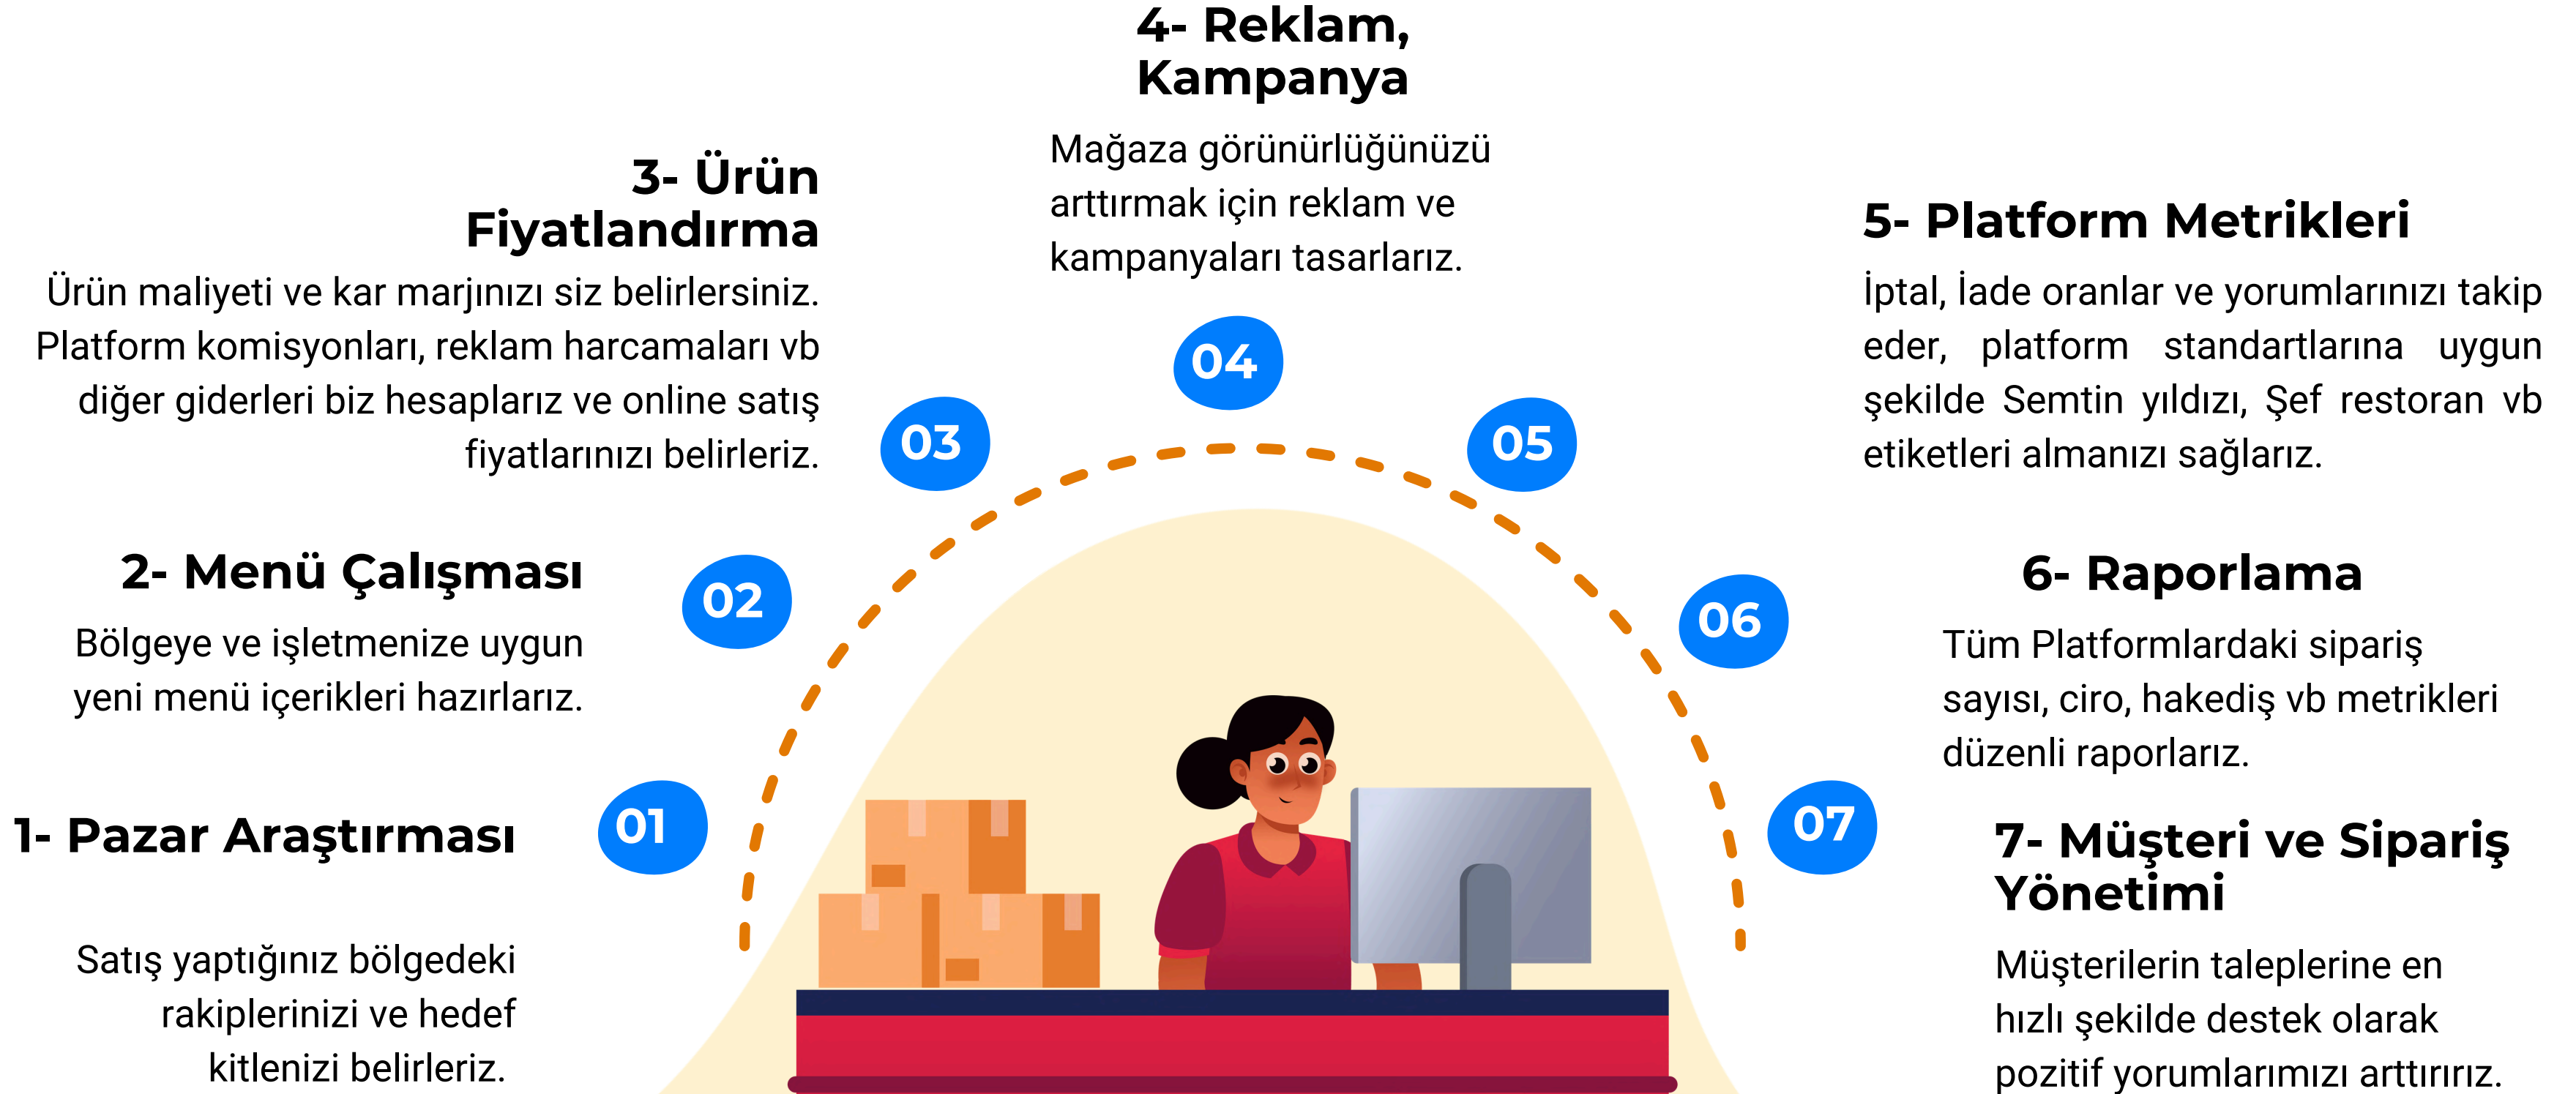 1- Pazar Araştırması
Satış yaptığınız bölgedeki
rakiplerinizi ve hedef
kitlenizi belirleriz.
01
2- Menü Çalışması
Bölgeye ve işletmenize uygun
yeni menü içerikleri hazırlarız.
02
3- Ürün
Fiyatlandırma
Ürün maliyeti ve kar marjınızı siz belirlersiniz.
Platform komisyonları, reklam harcamaları vb
diğer giderleri biz hesaplarız ve online satış
fiyatlarınızı belirleriz.
03
4- Reklam,
Kampanya
Mağaza görünürlüğünüzü
arttırmak için reklam ve
kampanyaları tasarlarız.
04
5- Platform Metrikleri
İptal, İade oranlar ve yorumlarınızı takip
eder, platform standartlarına uygun
şekilde Semtin yıldızı, Şef restoran vb
etiketleri almanızı sağlarız.
05
6- Raporlama
Tüm Platformlardaki sipariş
sayısı, ciro, hakediş vb metrikleri
düzenli raporlarız.
06
7- Müşteri ve Sipariş
Yönetimi
Müşterilerin taleplerine en
hızlı şekilde destek olarak
pozitif yorumlarımızı arttırırız.
07